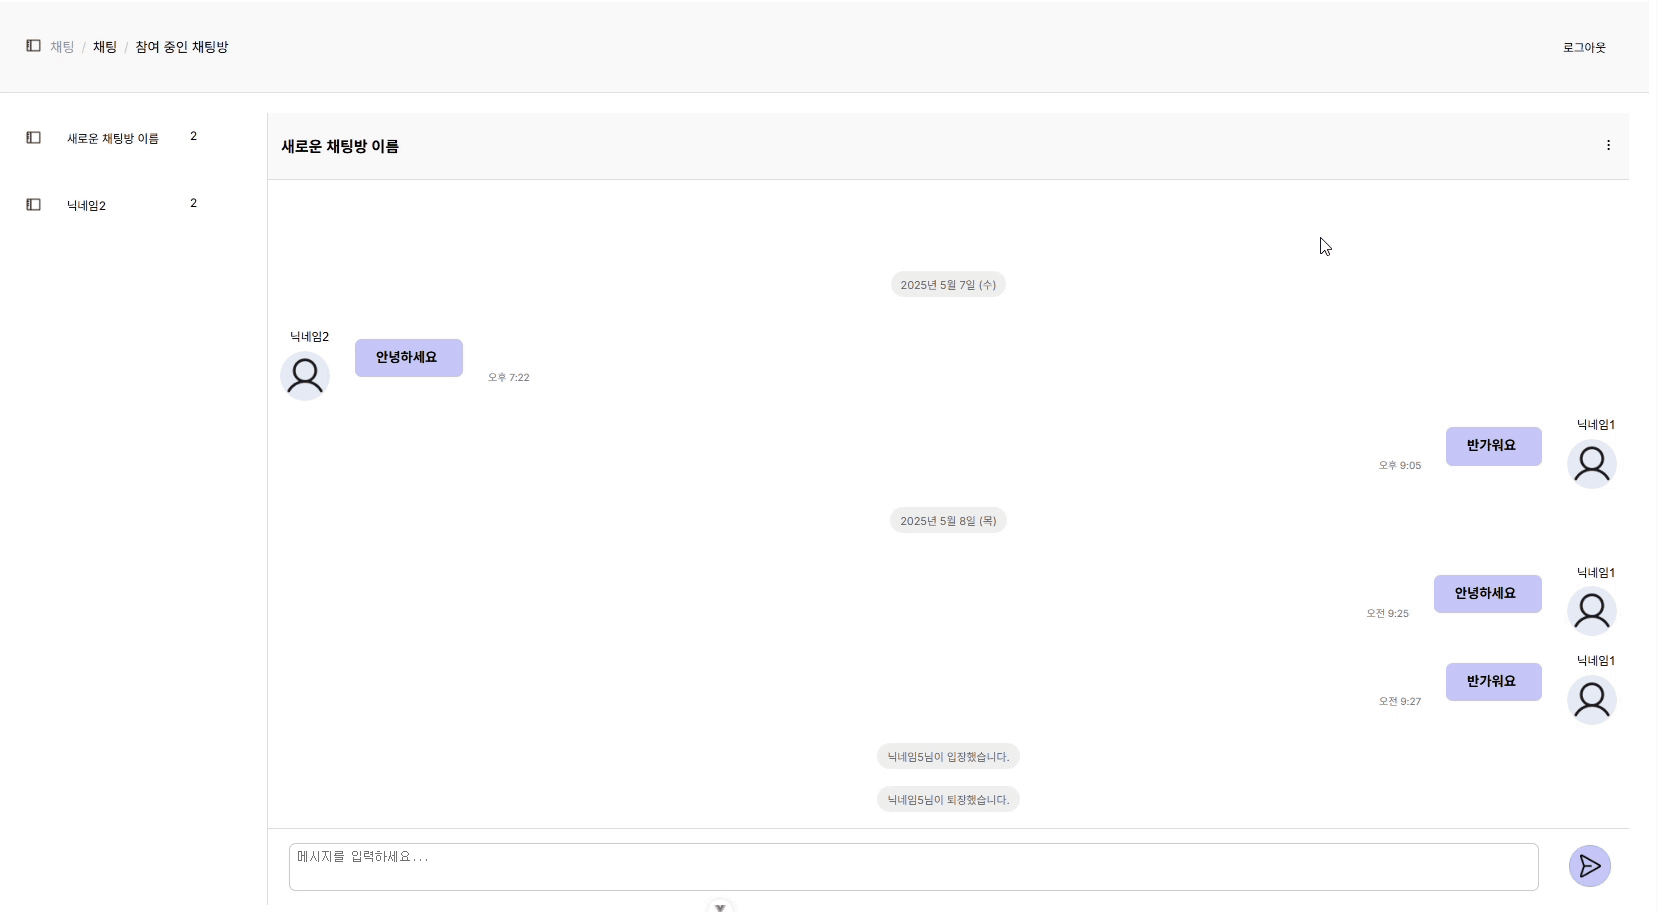 채팅 / 채팅 / 참여 중인 채팅방
로그아웃
새로운 채팅방 이름 2
닉네임2 2
새로운 채팅방 이름
2025년 5월 7일 (수)
닉네임2
안녕하세요
오후 7:22
닉네임1
반가워요
오후 9:05
2025년 5월 8일 (목)
닉네임1
안녕하세요
오전 9:25
닉네임1
반가워요
오전 9:27
닉네임5님이 입장했습니다.
닉네임5님이 퇴장했습니다.
메시지를 입력하세요...